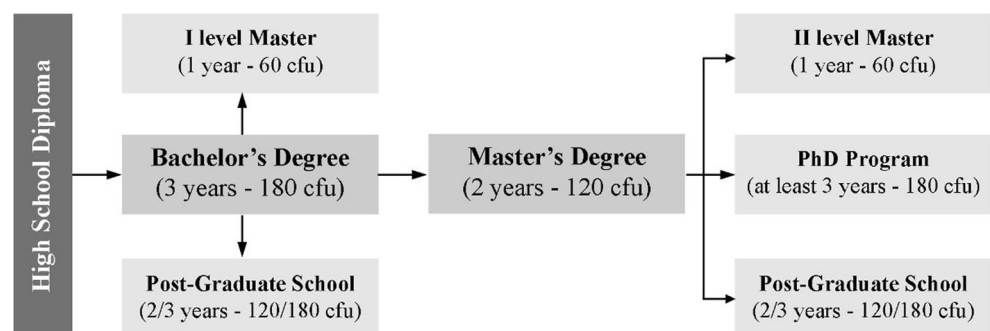 High School Diploma
I level Master
(1 year - 60 cfu)
Bachelor's Degree
(3 years - 180 cfu)
Post-Graduate School
(2/3 years - 120/180 cfu)
Master's Degree
(2 years - 120 cfu)
II level Master
(1 year - 60 cfu)
PhD Program
(at least 3 years - 180 cfu)
Post-Graduate School
(2/3 years - 120/180 cfu)